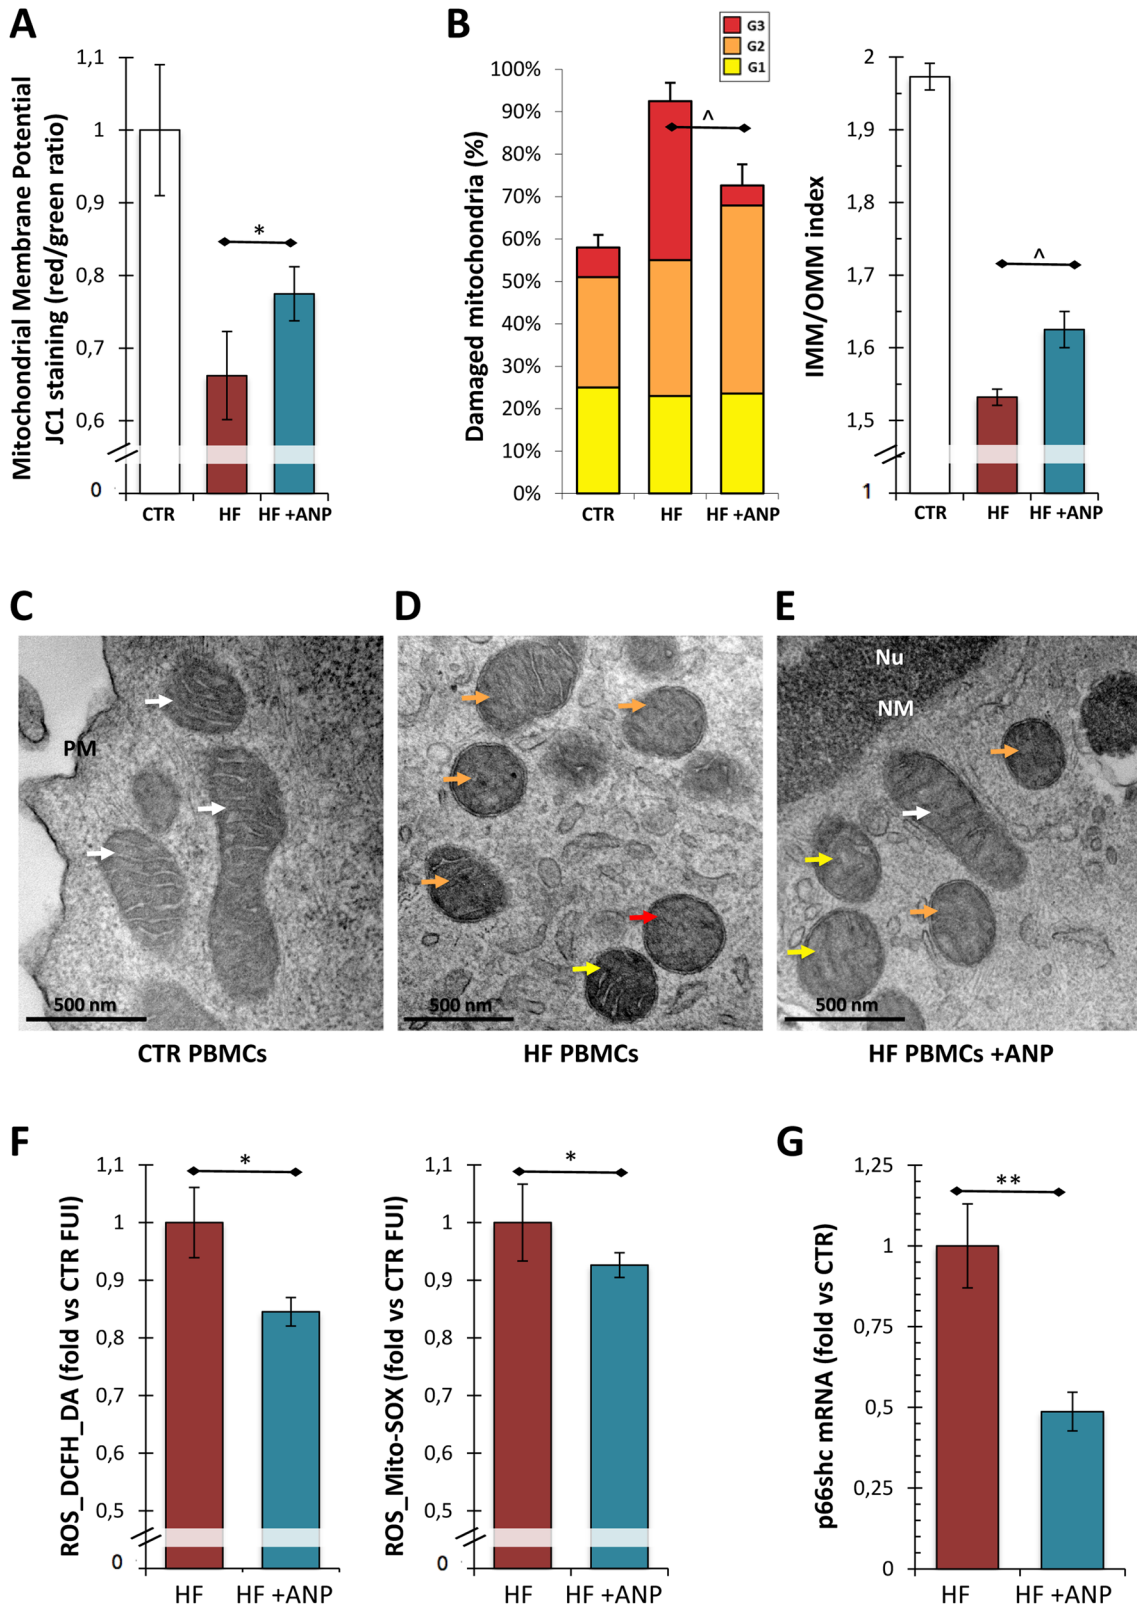 A
Mitochondrial Membrane Potential
JC1 staining (red/green ratio)
1,1
1
0,9
0,8
0,7
0,6
0
*
CTR
HF
HF +ANP
B
G3
G2
G1
Damaged mitochondria (%)
100%
90%
80%
70%
60%
50%
40%
30%
20%
10%
0%
^
CTR
HF
HF +ANP
IMM/OMM index
2
1,9
1,8
1,7
1,6
1,5
1
^
CTR
HF
HF +ANP
C
PM
500 nm
CTR PBMCs
D
500 nm
HF PBMCs
E
Nu
NM
500 nm
HF PBMCs +ANP
F
ROS_DCFH_DA (fold vs CTR FUI)
1,1
1
0,9
0,8
0,7
0,6
0,5
0
*
HF
HF +ANP
ROS_Mito-SOX (fold vs CTR FUI)
1,1
1
0,9
0,8
0,7
0,6
0,5
0
*
HF
HF +ANP
G
p66shc mRNA (fold vs CTR)
1,25
1
0,75
0,5
0,25
0
**
HF
HF +ANP